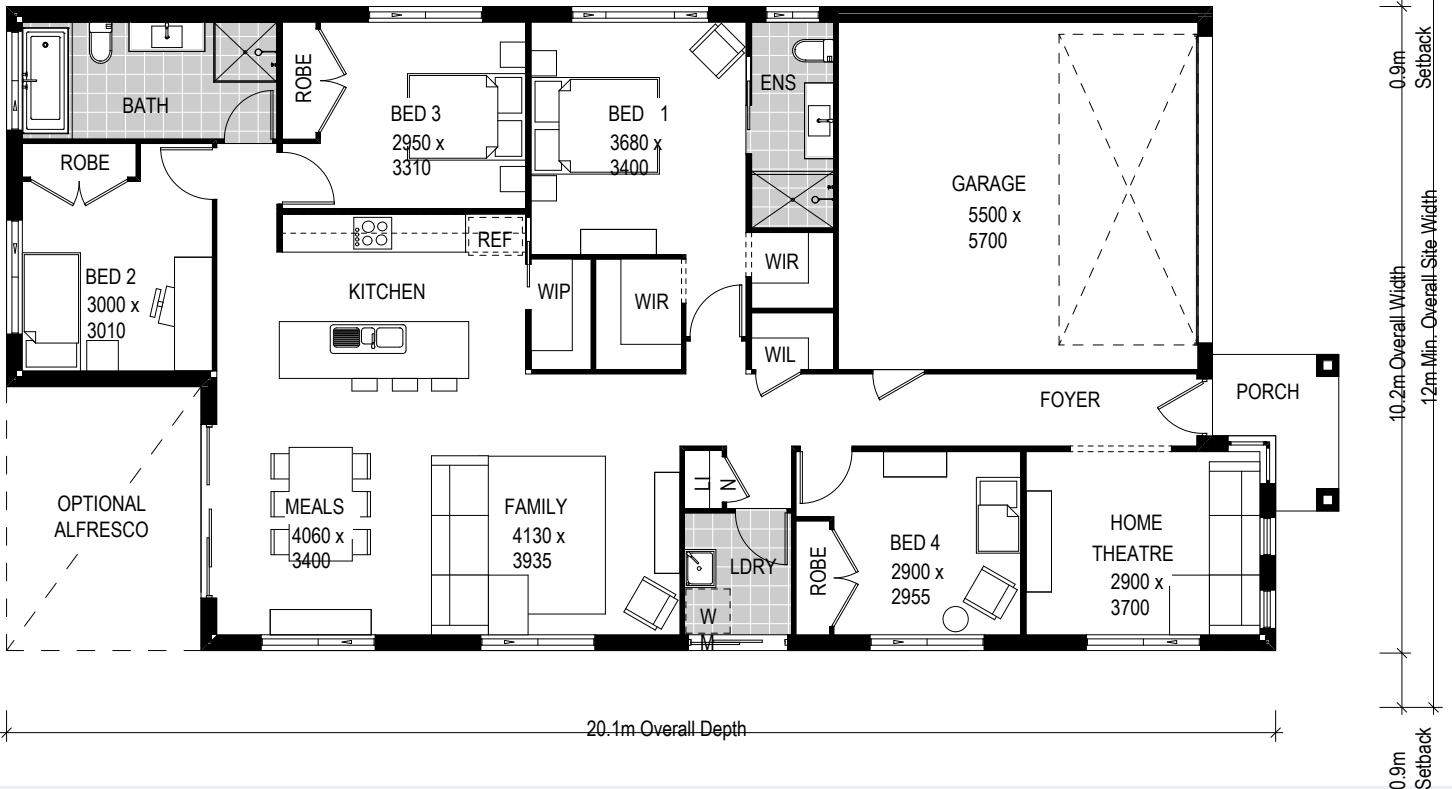 BATH
ROBE
BED 3
2950 x
3310
BED 1
3680 x
3400
ENS
GARAGE
5500 x
5700
ROBE
BED 2
3000 x
3010
REF
KITCHEN
WIP
WIR
WIR
WIL
FOYER
PORCH
OPTIONAL
ALFRESCO
MEALS
4060 x
3400
FAMILY
4130 x
3935
LI
N
LDRY
W
M
ROBE
BED 4
2900 x
2955
HOME
THEATRE
2900 x
3700
20.1m Overall Depth
0.9m
Setback
10.2m Overall Width
12m Min. Overall Site Width
0.9m
Setback